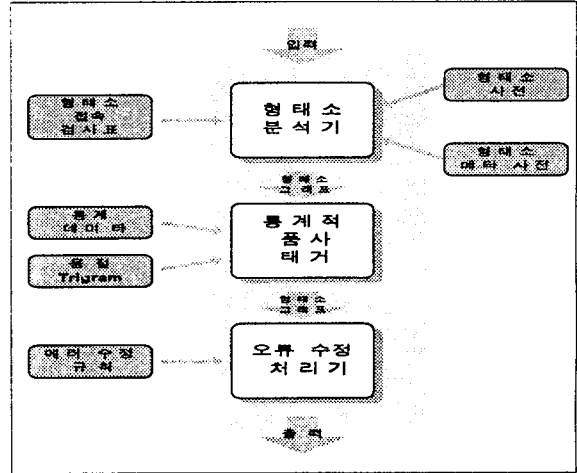 입력
형태소
접속
검사표
형태소
분석기
형태소
사전
형태소
메타 사전
형태소
그래프
통계
데이타
음절
Trigram
통계적
품사
태거
형태소
그래프
에러 수정
규칙
오류 수정
처리기
출력